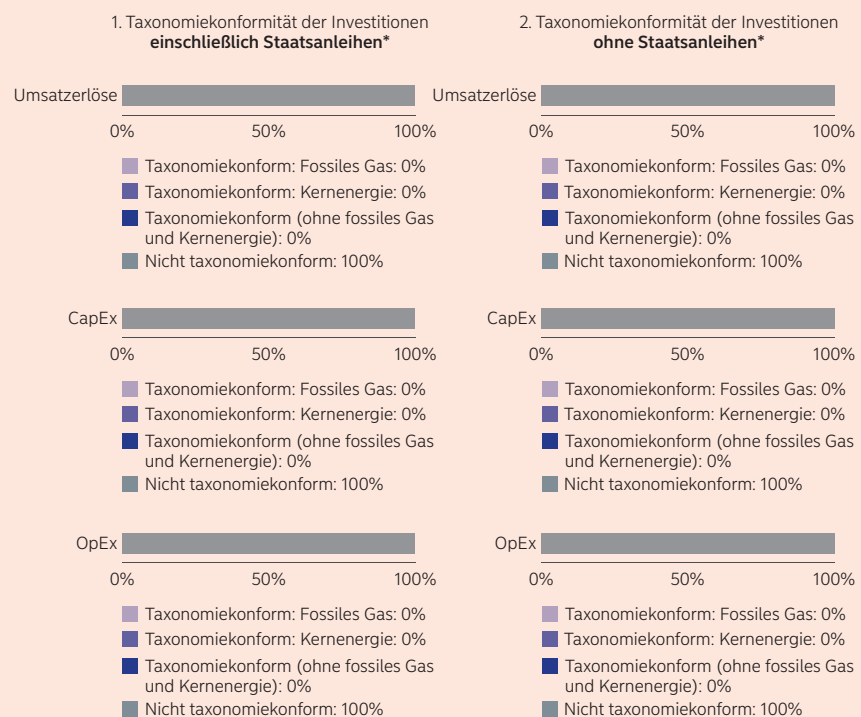 1. Taxonomiekonformität der Investitionen
einschließlich Staatsanleihen*
Umsatzerlöse
0% 50% 100%
Taxonomiekonform: Fossiles Gas: 0%
Taxonomiekonform: Kernenergie: 0%
Taxonomiekonform (ohne fossiles Gas
und Kernenergie): 0%
Nicht taxonomiekonform: 100%
CapEx
0% 50% 100%
Taxonomiekonform: Fossiles Gas: 0%
Taxonomiekonform: Kernenergie: 0%
Taxonomiekonform (ohne fossiles Gas
und Kernenergie): 0%
Nicht taxonomiekonform: 100%
OpEx
0% 50% 100%
Taxonomiekonform: Fossiles Gas: 0%
Taxonomiekonform: Kernenergie: 0%
Taxonomiekonform (ohne fossiles Gas
und Kernenergie): 0%
Nicht taxonomiekonform: 100%
2. Taxonomiekonformität der Investitionen
ohne Staatsanleihen*
Umsatzerlöse
0% 50% 100%
Taxonomiekonform: Fossiles Gas: 0%
Taxonomiekonform: Kernenergie: 0%
Taxonomiekonform (ohne fossiles Gas
und Kernenergie): 0%
Nicht taxonomiekonform: 100%
CapEx
0% 50% 100%
Taxonomiekonform: Fossiles Gas: 0%
Taxonomiekonform: Kernenergie: 0%
Taxonomiekonform (ohne fossiles Gas
und Kernenergie): 0%
Nicht taxonomiekonform: 100%
OpEx
0% 50% 100%
Taxonomiekonform: Fossiles Gas: 0%
Taxonomiekonform: Kernenergie: 0%
Taxonomiekonform (ohne fossiles Gas
und Kernenergie): 0%
Nicht taxonomiekonform: 100%